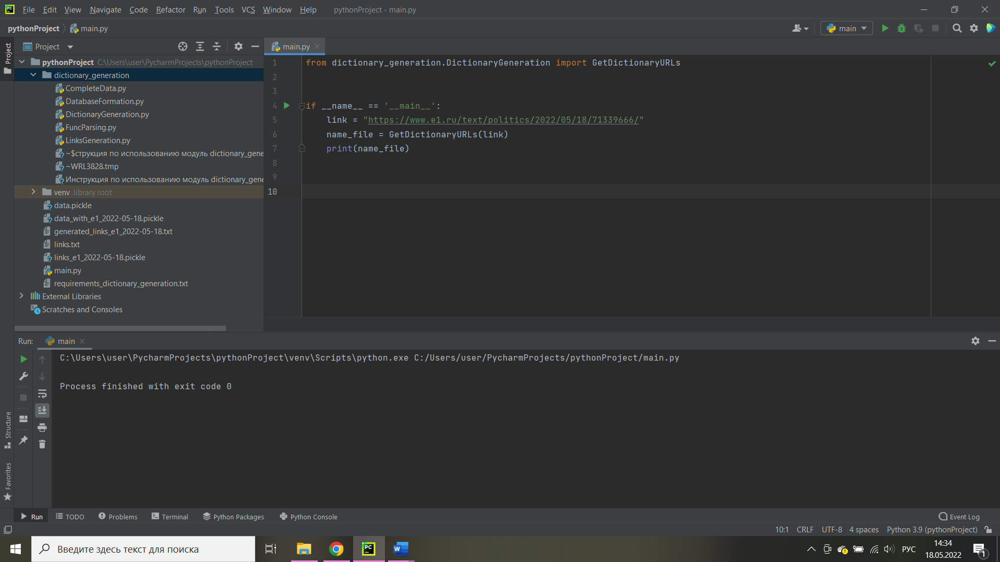 File Edit View Navigate Code Refactor Run Tools VCS Window Help pythonProject - main.py
pythonProject main.py
main
Project
Project
main.py
pythonProject C:\Users\user\PycharmProjects\pythonProject
dictionary_generation
CompleteData.py
DatabaseFormation.py
DictionaryGeneration.py
FuncParsing.py
LinksGeneration.py
~$струкция по использованию модуль dictionary_gene
~WRL3828.tmp
Инструкция по использованию модуль dictionary_gene
venv library root
data.pickle
data_with_e1_2022-05-18.pickle
generated_links_e1_2022-05-18.txt
links.txt
links_e1_2022-05-18.pickle
main.py
requirements_dictionary_generation.txt
External Libraries
Scratches and Consoles
1 from dictionary_generation.DictionaryGeneration import GetDictionaryURLs
2
3
4 if __name__ == '__main__':
5 link = "https://www.e1.ru/text/politics/2022/05/18/71339666/"
6 name_file = GetDictionaryURLs(link)
7 print(name_file)
8
9
10
Run: main
C:\Users\user\PycharmProjects\pythonProject\venv\Scripts\python.exe C:/Users/user/PycharmProjects/pythonProject/main.py
Process finished with exit code 0
Structure
Favorites
Run TODO Problems Terminal Python Packages Python Console Event Log
10:1 CRLF UTF-8 4 spaces Python 3.9 (pythonProject)
Введите здесь текст для поиска
PC
W
РУС
14:34
18.05.2022
1